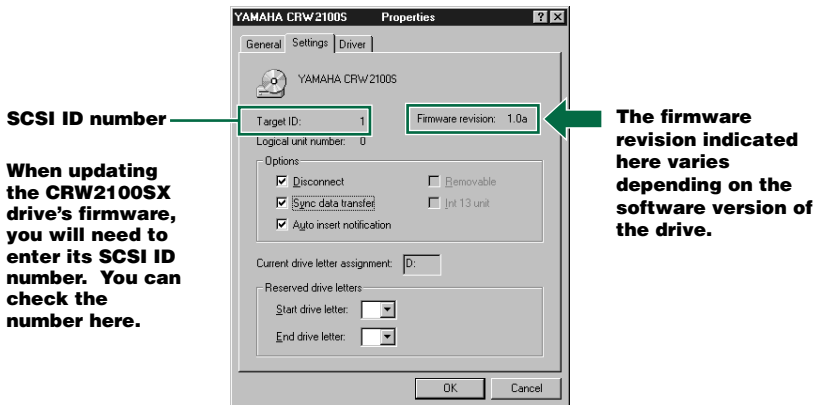 YAMAHA CRW2100S Properties
General Settings Driver
YAMAHA CRW2100S
Target ID: 1
Firmware revision: 1.0a
Logical unit number: 0
Options
Disconnect
Removable
Sync data transfer
Int 13 unit
Auto insert notification
Current drive letter assignment: D:
Reserved drive letters
Start drive letter:
End drive letter:
OK Cancel
SCSI ID number
When updating
the CRW2100SX
drive's firmware,
you will need to
enter its SCSI ID
number. You can
check the
number here.
The firmware
revision indicated
here varies
depending on the
software version of
the drive.